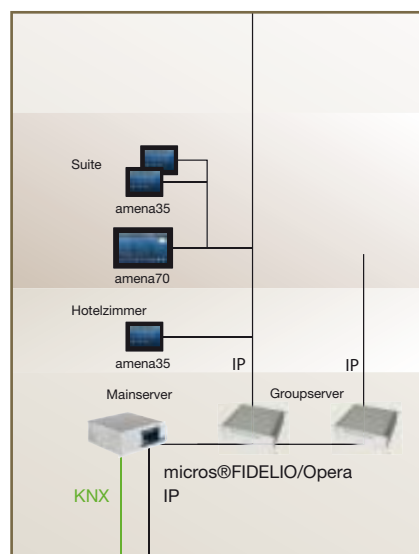 Suite
amena35
amena70
Hotelzimmer
amena35
IP
IP
Mainserver
Groupserver
micros®FIDELIO/Opera
KNX
IP